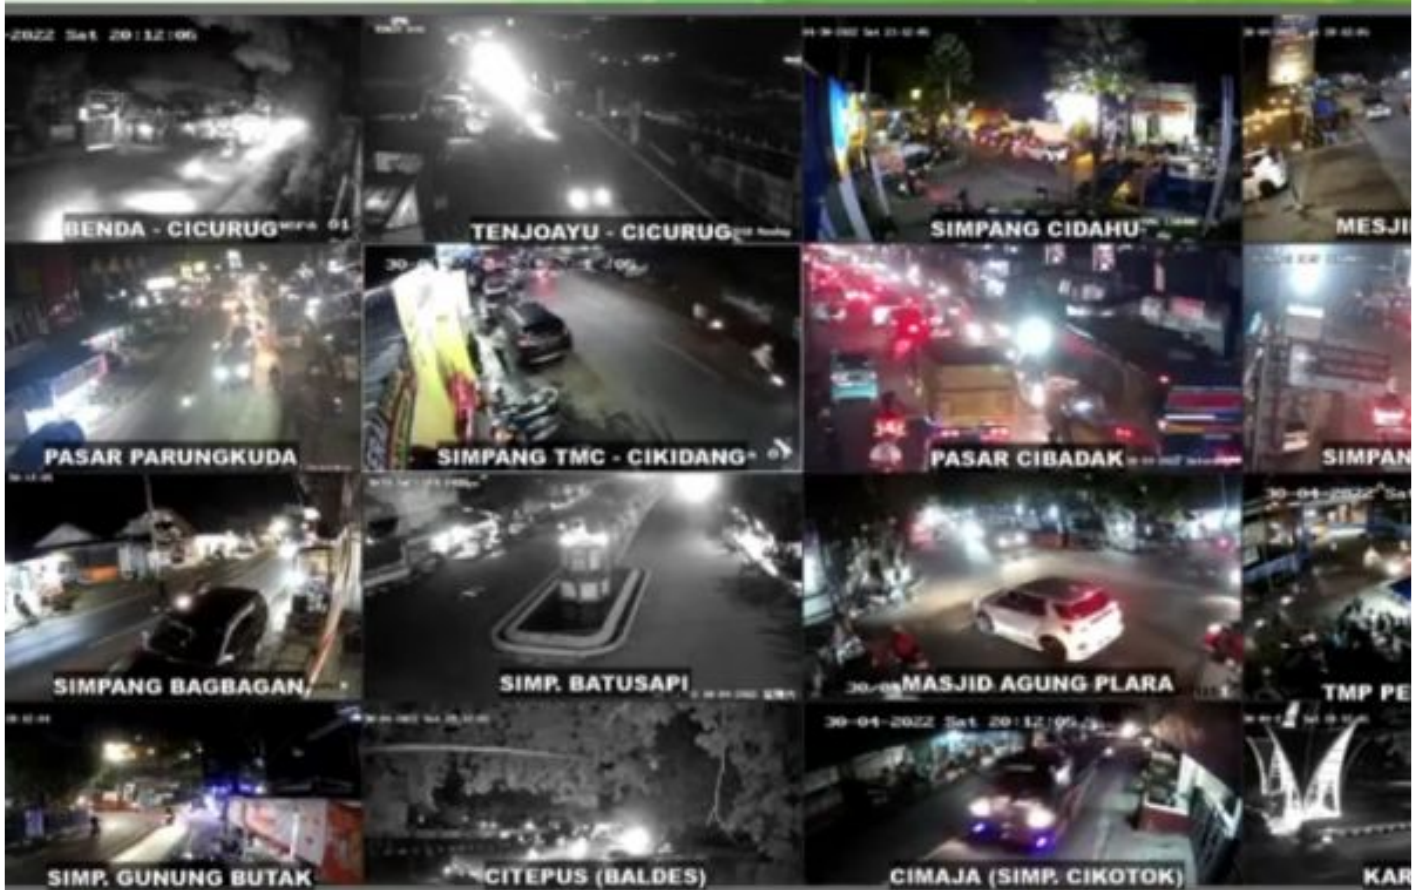 -2022 Sat 20:12:06
BENDA - CICURUG
TENJOAYU - CICURUG
SIMPANG CIDAHU
MESJI
PASAR PARUNGKUDA
SIMPANG TMC - CIKIDANG
PASAR CIBADAK
SIMPAN
SIMPANG BAGBAGAN
SIMP. BATUSAPI
MASJID AGUNG PLARA
30-04-2022 Sat
TMP PE
SIMP. GUNUNG BUTAK
CITEPUS (BALDES)
30-04-2022 Sat 20:12:05
CIMAJA (SIMP. CIKOTOK)
KAR